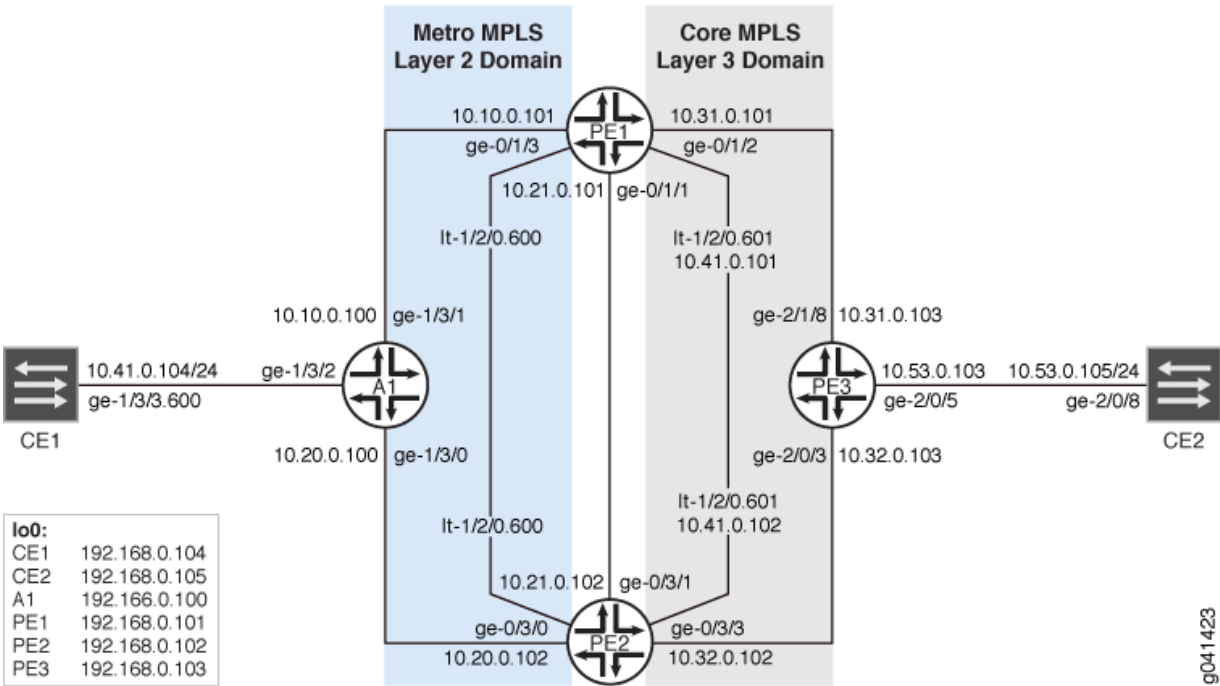 Metro MPLS
Layer 2 Domain
Core MPLS
Layer 3 Domain
10.10.0.101
10.31.0.101
PE1
ge-0/1/3
ge-0/1/2
10.21.0.101
ge-0/1/1
lt-1/2/0.600
lt-1/2/0.601
10.41.0.101
10.10.0.100
ge-1/3/1
ge-2/1/8
10.31.0.103
10.41.0.104/24
ge-1/3/2
A1
PE3
10.53.0.103
10.53.0.105/24
ge-1/3/3.600
ge-2/0/5
ge-2/0/8
CE1
CE2
10.20.0.100
ge-1/3/0
ge-2/0/3
10.32.0.103
lt-1/2/0.600
lt-1/2/0.601
10.41.0.102
10.21.0.102
ge-0/3/1
ge-0/3/0
PE2
ge-0/3/3
10.20.0.102
10.32.0.102
lo0:
CE1 192.168.0.104
CE2 192.168.0.105
A1 192.166.0.100
PE1 192.168.0.101
PE2 192.168.0.102
PE3 192.168.0.103
g041423